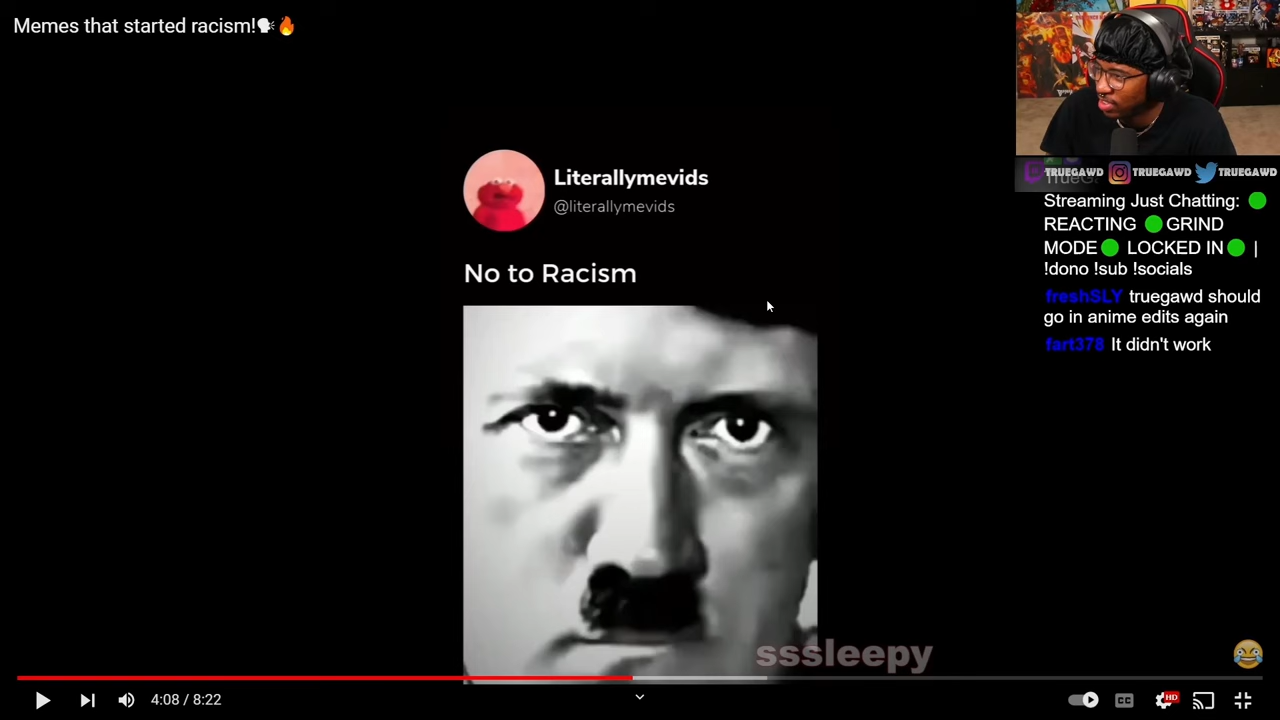 Memes that started racism!🗣🔥
Literallymevids
@literallymevids
No to Racism
sssleepy
4:08 / 8:22
CC
HD
TRUEGAWD TRUEGAWD TRUEGAWD
Streaming Just Chatting: 🟢
REACTING 🟢GRIND
MODE🟢 LOCKED IN🟢 |
!dono !sub !socials
freshSLY truegawd should
go in anime edits again
fart378 It didn't work